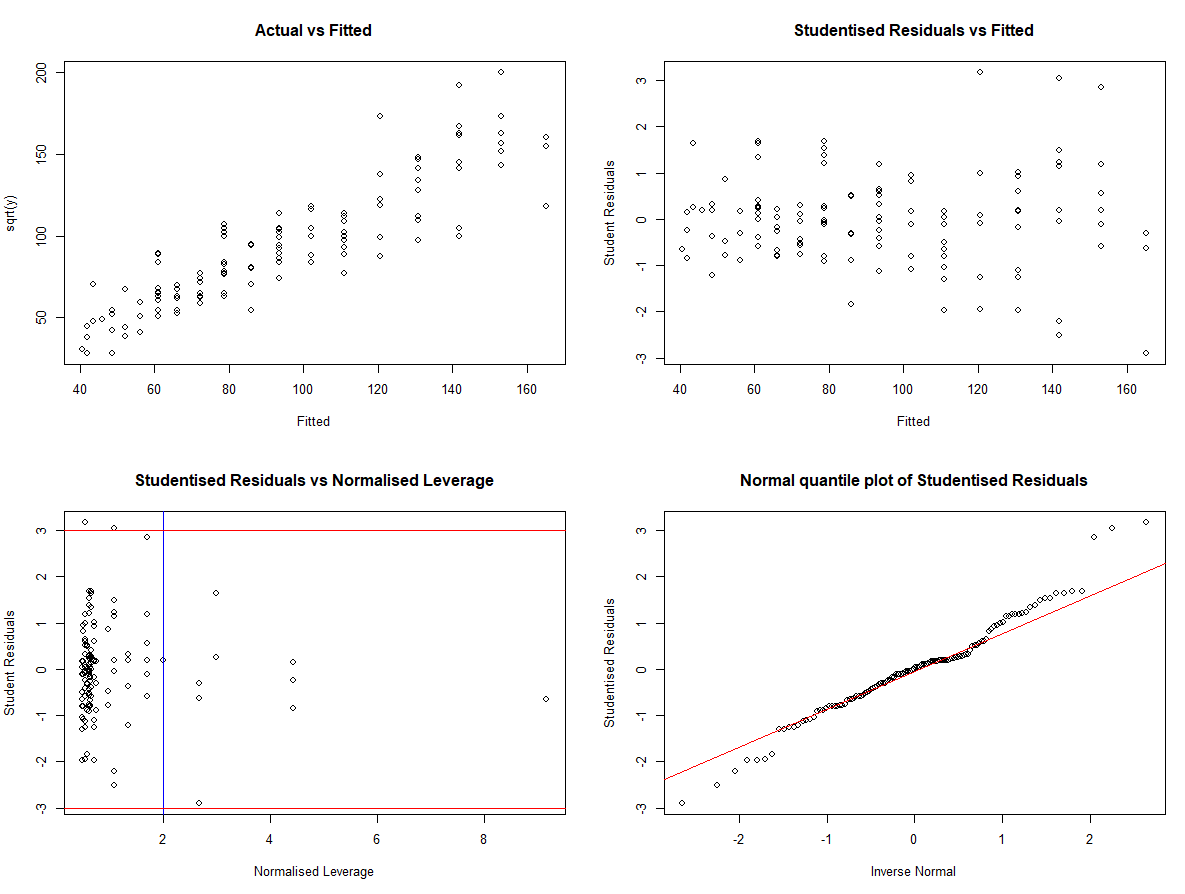 Actual vs Fitted
sqrt(y)
200
150
100
50
40 60 80 100 120 140 160
Fitted
Studentised Residuals vs Fitted
Student Residuals
3
2
1
0
-1
-2
-3
40 60 80 100 120 140 160
Fitted
Studentised Residuals vs Normalised Leverage
Student Residuals
3
2
1
0
-1
-2
-3
2 4 6 8
Normalised Leverage
Normal quantile plot of Studentised Residuals
Studentised Residuals
3
2
1
0
-1
-2
-3
-2 -1 0 1 2
Inverse Normal